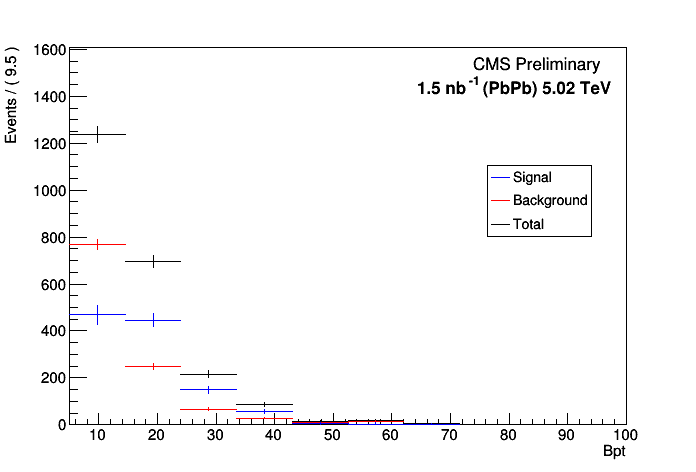 CMS Preliminary
1.5 nb-1 (PbPb) 5.02 TeV
Events / ( 9.5 )
1600
1400
1200
1000
800
600
400
200
0
Signal
Background
Total
10 20 30 40 50 60 70 80 90 100
Bpt